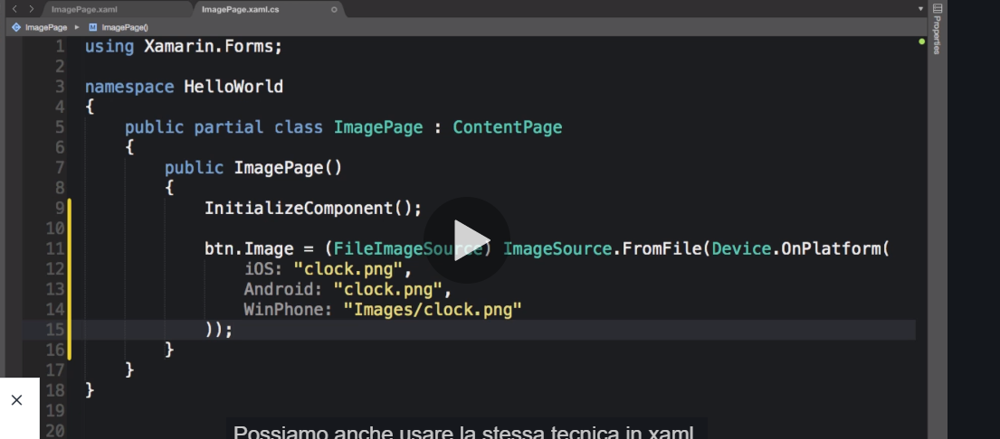 ImagePage.xaml
ImagePage.xaml.cs
Properties
ImagePage
M ImagePage()
1 using Xamarin.Forms;
2
3 namespace HelloWorld
4 {
5 public partial class ImagePage : ContentPage
6 {
7 public ImagePage()
8 {
9 InitializeComponent();
10
11 btn.Image = (FileImageSource) ImageSource.FromFile(Device.OnPlatform(
12 iOS: "clock.png",
13 Android: "clock.png",
14 WinPhone: "Images/clock.png"
15 ));
16 }
17 }
18 }
19
20
Possiamo anche usare la stessa tecnica in xaml